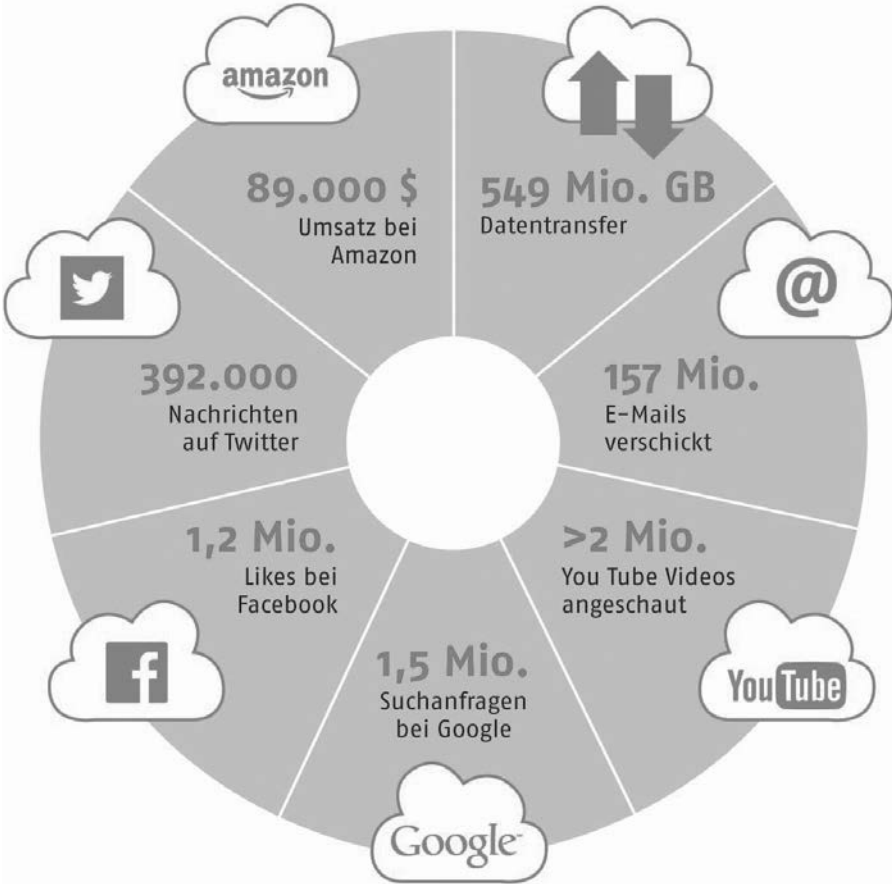 amazon
89.000 $
Umsatz bei
Amazon
549 Mio. GB
Datentransfer
@
157 Mio.
E-Mails
verschickt
>2 Mio.
You Tube Videos
angeschaut
You Tube
1,5 Mio.
Suchanfragen
bei Google
Google
1,2 Mio.
Likes bei
Facebook
f
392.000
Nachrichten
auf Twitter